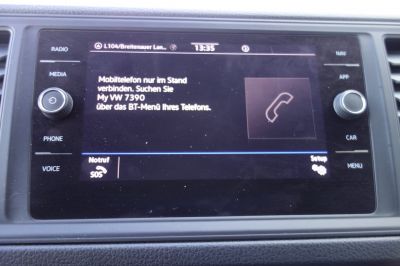 RADIO
L104/Breitenauer Lan...
13:35
NAV
MEDIA
APP
Mobiltelefon nur im Stand
verbinden. Suchen Sie
My VW 7390
über das BT-Menü Ihres Telefons.
PHONE
CAR
VOICE
Notruf
SOS
Setup
MENU